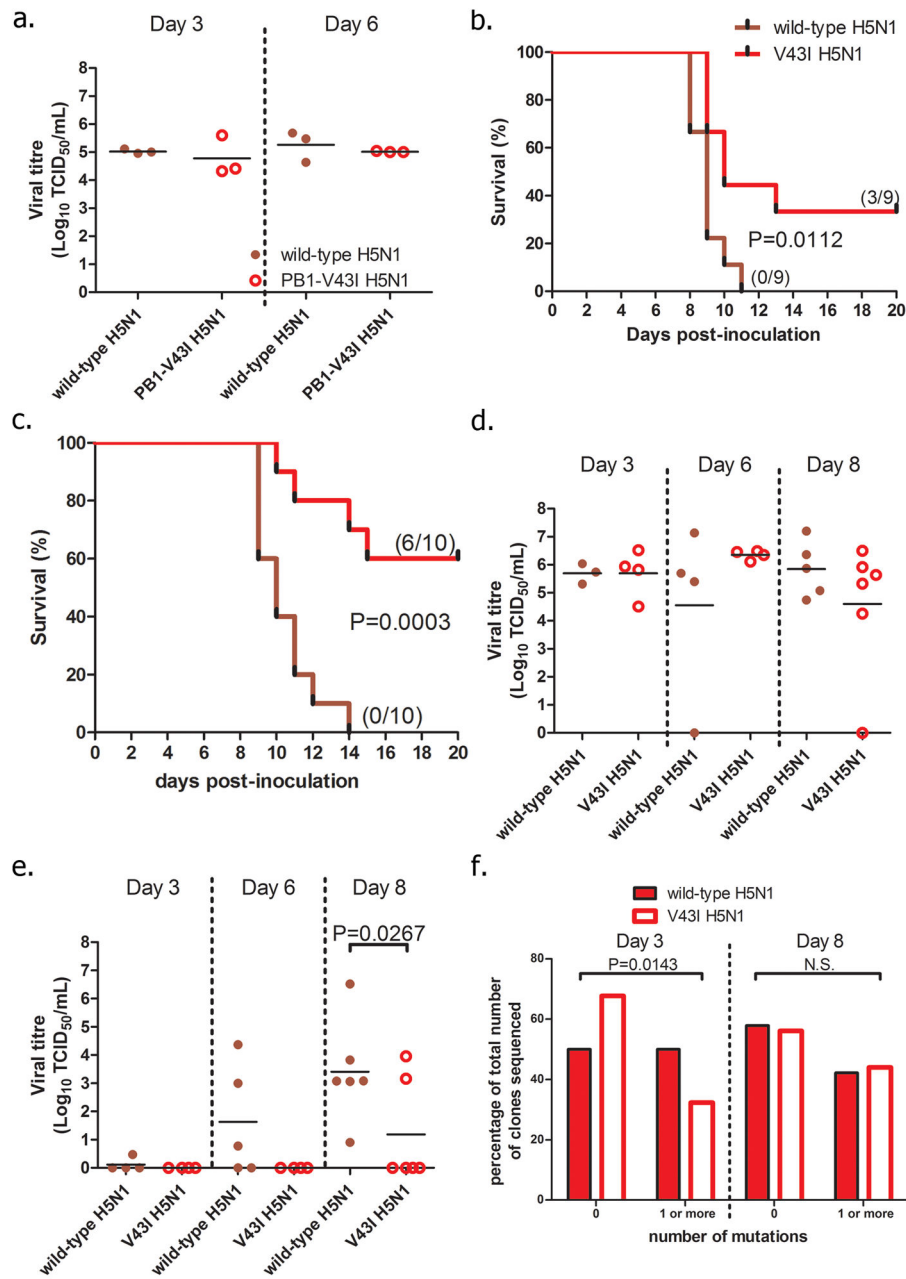 a.
Day 3
Day 6
Viral titre
(Log10 TCID50/mL)
8
7
6
5
4
3
2
1
0
wild-type H5N1
PB1-V43I H5N1
wild-type H5N1
PB1-V43I H5N1
wild-type H5N1
PB1-V43I H5N1
b.
wild-type H5N1
V43I H5N1
Survival (%)
100
80
60
40
20
0
(3/9)
P=0.0112
(0/9)
0 2 4 6 8 10 12 14 16 18 20
Days post-inoculation
c.
Survival (%)
100
80
60
40
20
0
(6/10)
P=0.0003
(0/10)
0 2 4 6 8 10 12 14 16 18 20
days post-inoculation
d.
Day 3
Day 6
Day 8
Viral titre
(Log10 TCID50/mL)
8
7
6
5
4
3
2
1
0
wild-type H5N1
V43I H5N1
wild-type H5N1
V43I H5N1
wild-type H5N1
V43I H5N1
e.
Day 3
Day 6
Day 8
P=0.0267
Viral titre
(Log10 TCID50/mL)
8
7
6
5
4
3
2
1
0
wild-type H5N1
V43I H5N1
wild-type H5N1
V43I H5N1
wild-type H5N1
V43I H5N1
f.
wild-type H5N1
V43I H5N1
Day 3
Day 8
P=0.0143
N.S.
percentage of total number
of clones sequenced
80
60
40
20
0
0
1 or more
0
1 or more
number of mutations